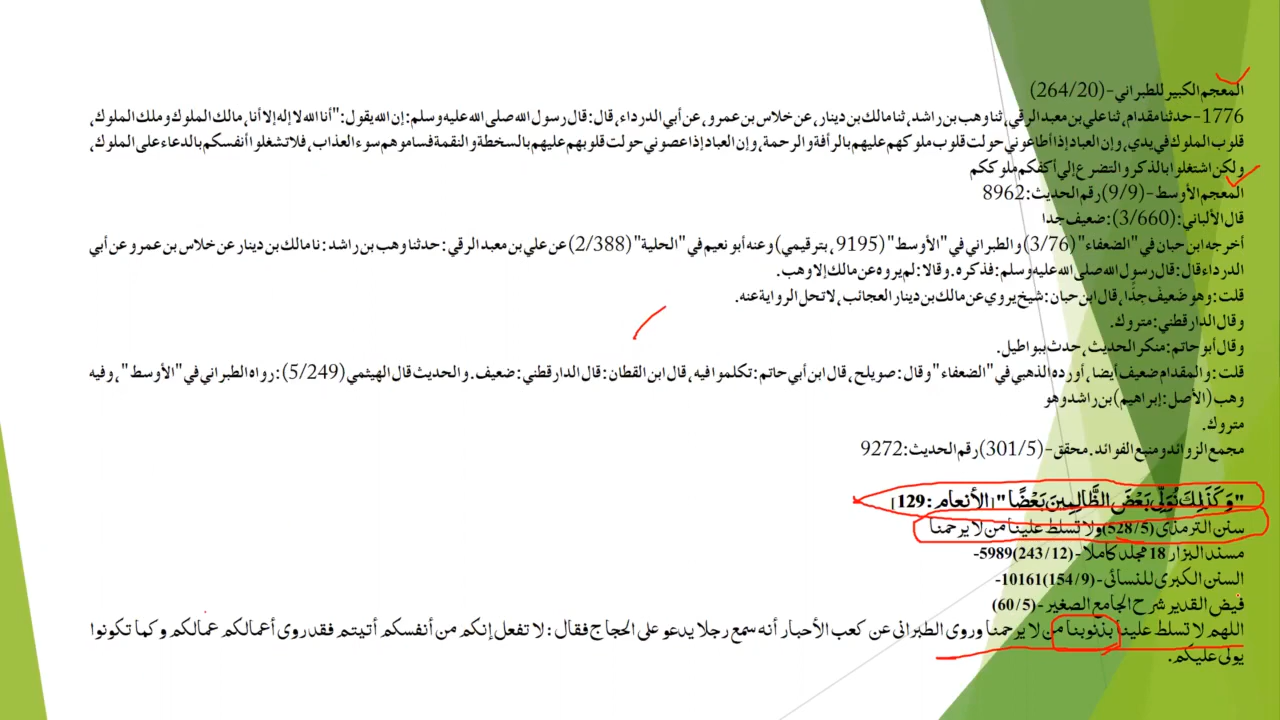 المعجم الكبير للطبراني - (20/ 264)
1776- حدثنا مقدام، ثنا علي بن معبد الرقي، ثنا وهب بن راشد، ثنا مالك بن دينار، عن خلاس بن عمرو، عن أبي الدرداء، قال: قال رسول الله صلى الله عليه وسلم: إن الله يقول: "أنا الله لا إله إلا أنا، مالك الملوك وملك الملوك،
قلوب الملوك في يدي، وإن العباد إذا أطاعوني حولت قلوب ملوكهم عليهم بالرأفة والرحمة، وإن العباد إذا عصوني حولت قلوبهم عليهم بالسخطة والنقمة فساموهم سوء العذاب، فلا تشغلوا أنفسكم بالدعاء على الملوك،
ولكن اشتغلوا بالذكر والتضرع إلي أكفكم ملوككم
المعجم الأوسط - (9/ 9) رقم الحديث: 8962
قال الألباني: (3/660): ضعيف جدا
أخرجه ابن حبان في "الضعفاء" (3/76) والطبراني في "الأوسط" (9195، بترقيمي) وعنه أبو نعيم في "الحلية" (2/388) عن علي بن معبد الرقي: حدثنا وهب بن راشد: نا مالك بن دينار عن خلاس بن عمرو عن أبي
الدرداء قال: قال رسول الله صلى الله عليه وسلم: فذكره. وقالا: لم يروه عن مالك إلا وهب.
قلت: وهو ضَعيفٌ جِدًّا، قال ابن حبان: شيخ يروي عن مالك بن دينار العجائب، لا تحل الرواية عنه.
وقال الدارقطني: متروك.
وقال أبو حاتم: منكر الحديث، حدث ببواطيل.
قلت: والمقدام ضعيف أيضا، أورده الذهبي في "الضعفاء" وقال: صويلح، قال ابن أبي حاتم: تكلموا فيه، قال ابن القطان: قال الدارقطني: ضعيف. والحديث قال الهيثمي (5/249): رواه الطبراني في "الأوسط"، وفيه
وهب (الأصل: إبراهيم) بن راشد وهو
متروك.
مجمع الزوائد ومنبع الفوائد. محقق - (5/ 301) رقم الحديث: 9272
"وَكَذَلِكَ نُوَلِّي بَعْضَ الظَّالِمِينَ بَعْضًا" [الأنعام: 129]
سنن الترمذى (5/ 528) ولا تسلط علينا من لا يرحمنا
مسند البزار 18 مجلد كاملا - (12/ 243) 5989-
السنن الكبرى للنسائي - (9/ 154) 10161-
فيض القدير شرح الجامع الصغير - (5/ 60)
اللهم لا تسلط علينا بذنوبنا من لا يرحمنا وروى الطبرانى عن كعب الأحبار أنه سمع رجلا يدعو على الحجاج فقال: لا تفعل إنكم من أنفسكم أتيتم فقد روى أعمالكم عمالكم وكما تكونوا
يولى عليكم.